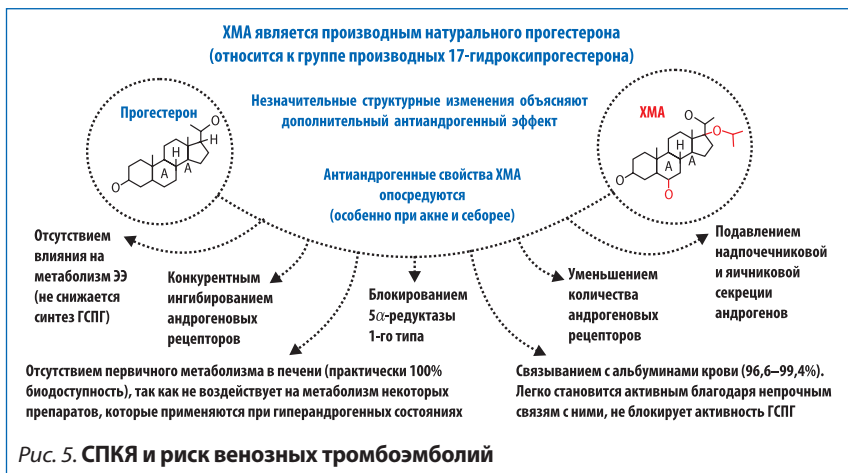 ХМА является производным натурального прогестерона
(относится к группе производных 17-гидроксипрогестерона)
Прогестерон
O
H
H
A
A
O
Незначительные структурные изменения объясняют
дополнительный антиандрогенный эффект
ХМА
O
O
H
A
A
O
O
Антиандрогенные свойства ХМА
опосредуются
(особенно при акне и себорее)
Отсутствием
влияния на
метаболизм ЭЭ
(не снижается
синтез ГСПГ)
Конкурентным
ингибированием
андрогеновых
рецепторов
Блокированием
5α-редуктазы
1-го типа
Уменьшением
количества
андрогеновых
рецепторов
Подавлением
надпочечниковой
и яичниковой
секреции
андрогенов
Отсутствием первичного метаболизма в печени (практически 100%
биодоступность), так как не воздействует на метаболизм некоторых
препаратов, которые применяются при гиперандрогенных состояниях
Связыванием с альбуминами крови (96,6–99,4%).
Легко становится активным благодаря непрочным
связям с ними, не блокирует активность ГСПГ
Рис. 5. СПКЯ и риск венозных тромбоэмболий